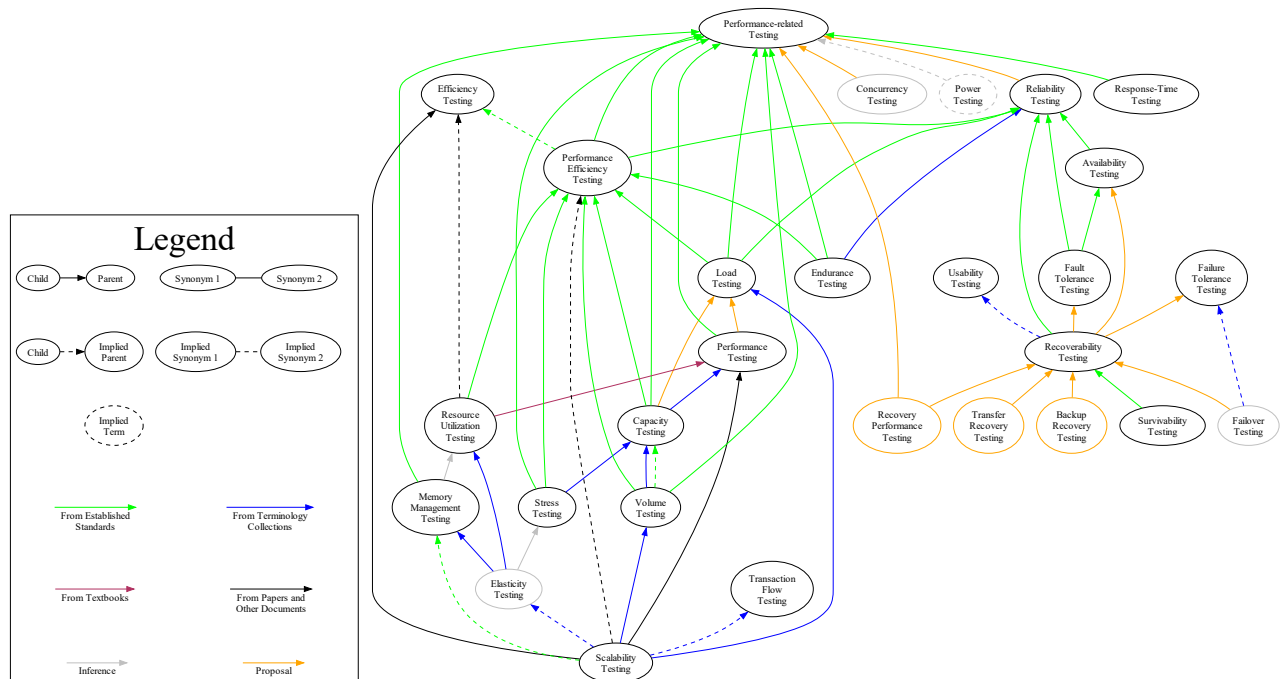 Performance-related
Testing
Efficiency
Testing
Concurrency
Testing
Power
Testing
Reliability
Testing
Response-Time
Testing
Performance
Efficiency
Testing
Availability
Testing
Legend
Child
Parent
Synonym 1
Synonym 2
Load
Testing
Endurance
Testing
Usability
Testing
Fault
Tolerance
Testing
Failure
Tolerance
Testing
Child
Implied
Parent
Implied
Synonym 1
Implied
Synonym 2
Performance
Testing
Recoverability
Testing
Implied
Term
Resource
Utilization
Testing
Capacity
Testing
Recovery
Performance
Testing
Transfer
Recovery
Testing
Backup
Recovery
Testing
Survivability
Testing
Failover
Testing
From Established
Standards
From Terminology
Collections
Memory
Management
Testing
Stress
Testing
Volume
Testing
From Textbooks
From Papers and
Other Documents
Elasticity
Testing
Transaction
Flow
Testing
Inference
Proposal
Scalability
Testing